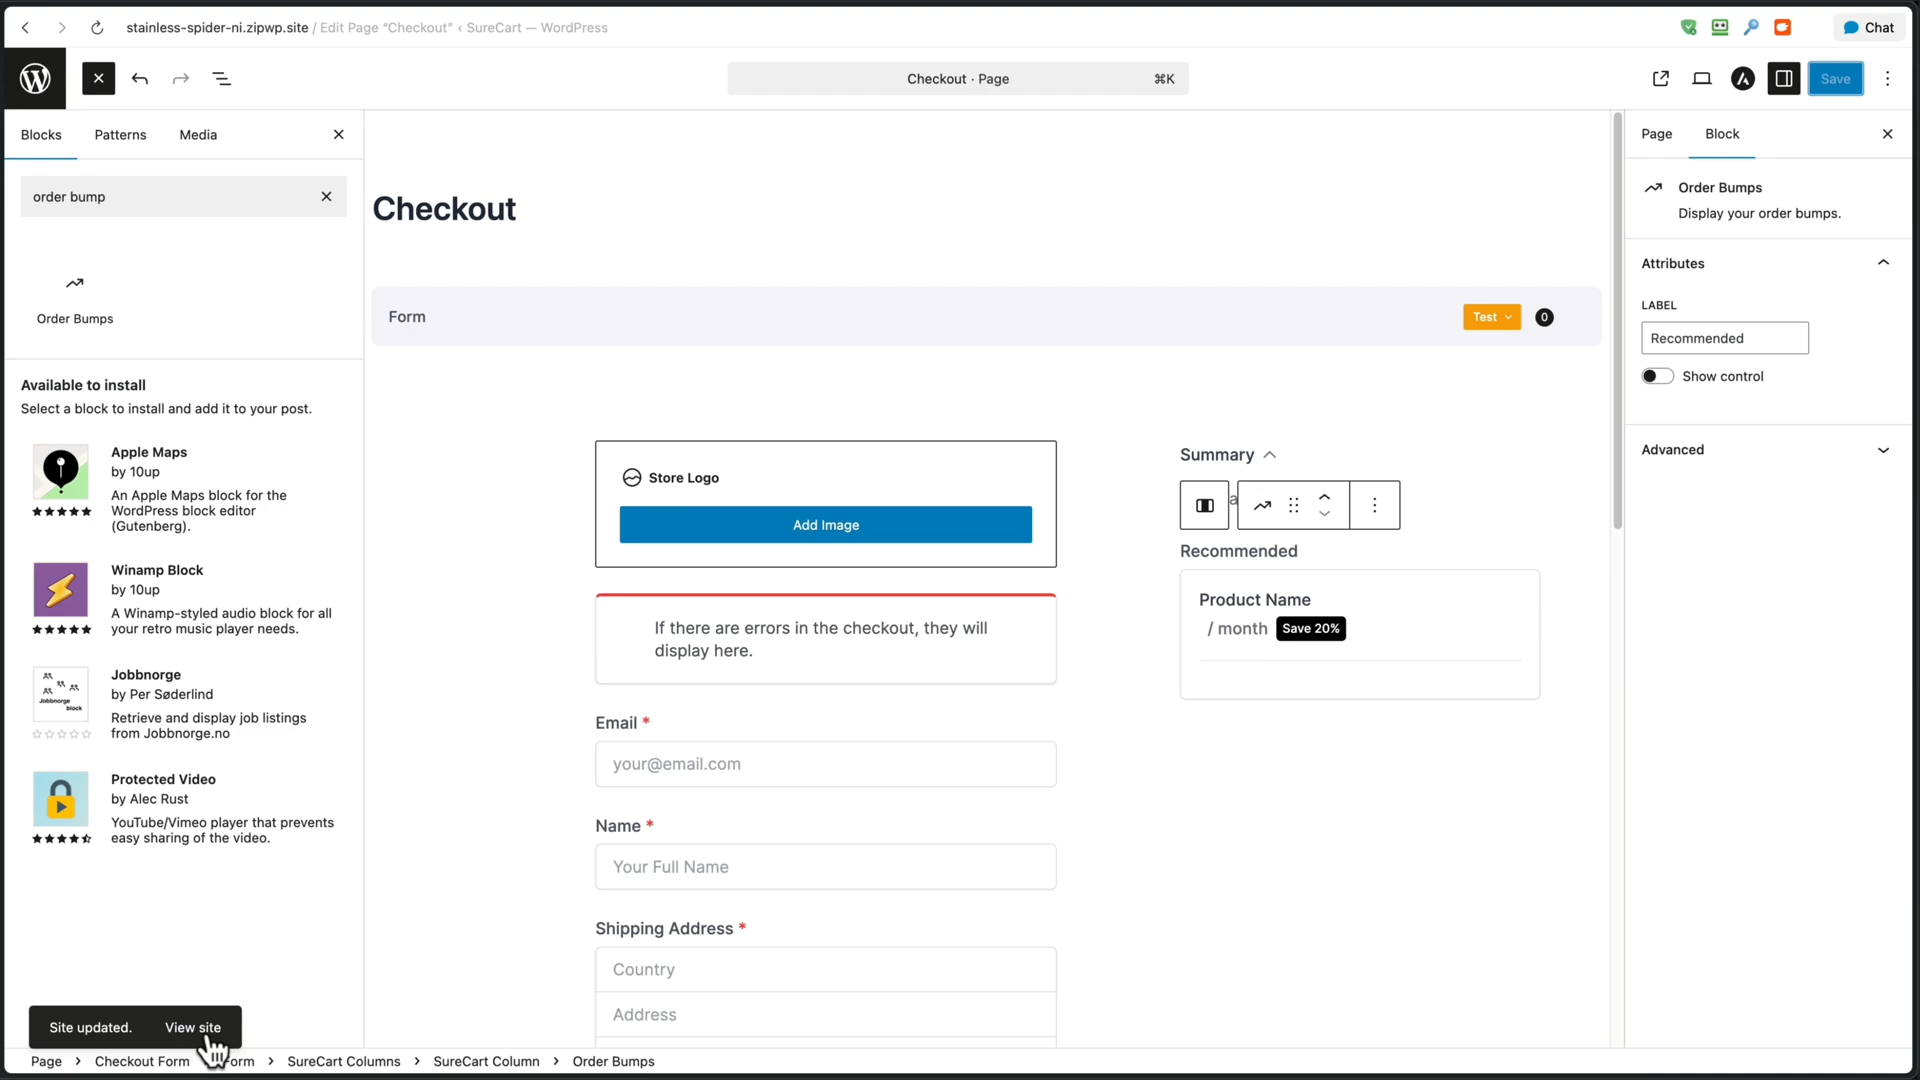 stainless-spider-ni.zipwp.site / Edit Page “Checkout” ‹ SureCart — WordPress
Chat
Checkout · Page
⌘K
Save
Blocks
Patterns
Media
order bump
Order Bumps
Available to install
Select a block to install and add it to your post.
Apple Maps
by 10up
An Apple Maps block for the
WordPress block editor
(Gutenberg).
Winamp Block
by 10up
A Winamp-styled audio block for all
your retro music player needs.
Jobbnorge
by Per Søderlind
Retrieve and display job listings
from Jobbnorge.no
Jobbnorge
block
Protected Video
by Alec Rust
YouTube/Vimeo player that prevents
easy sharing of the video.
Site updated.
View site
Checkout
Form
Test
0
Store Logo
Add Image
If there are errors in the checkout, they will
display here.
Email *
your@email.com
Name *
Your Full Name
Shipping Address *
Country
Address
Summary
Recommended
Product Name
/ month
Save 20%
Page
Block
Order Bumps
Display your order bumps.
Attributes
LABEL
Recommended
Show control
Advanced
Page
Checkout Form
Form
SureCart Columns
SureCart Column
Order Bumps